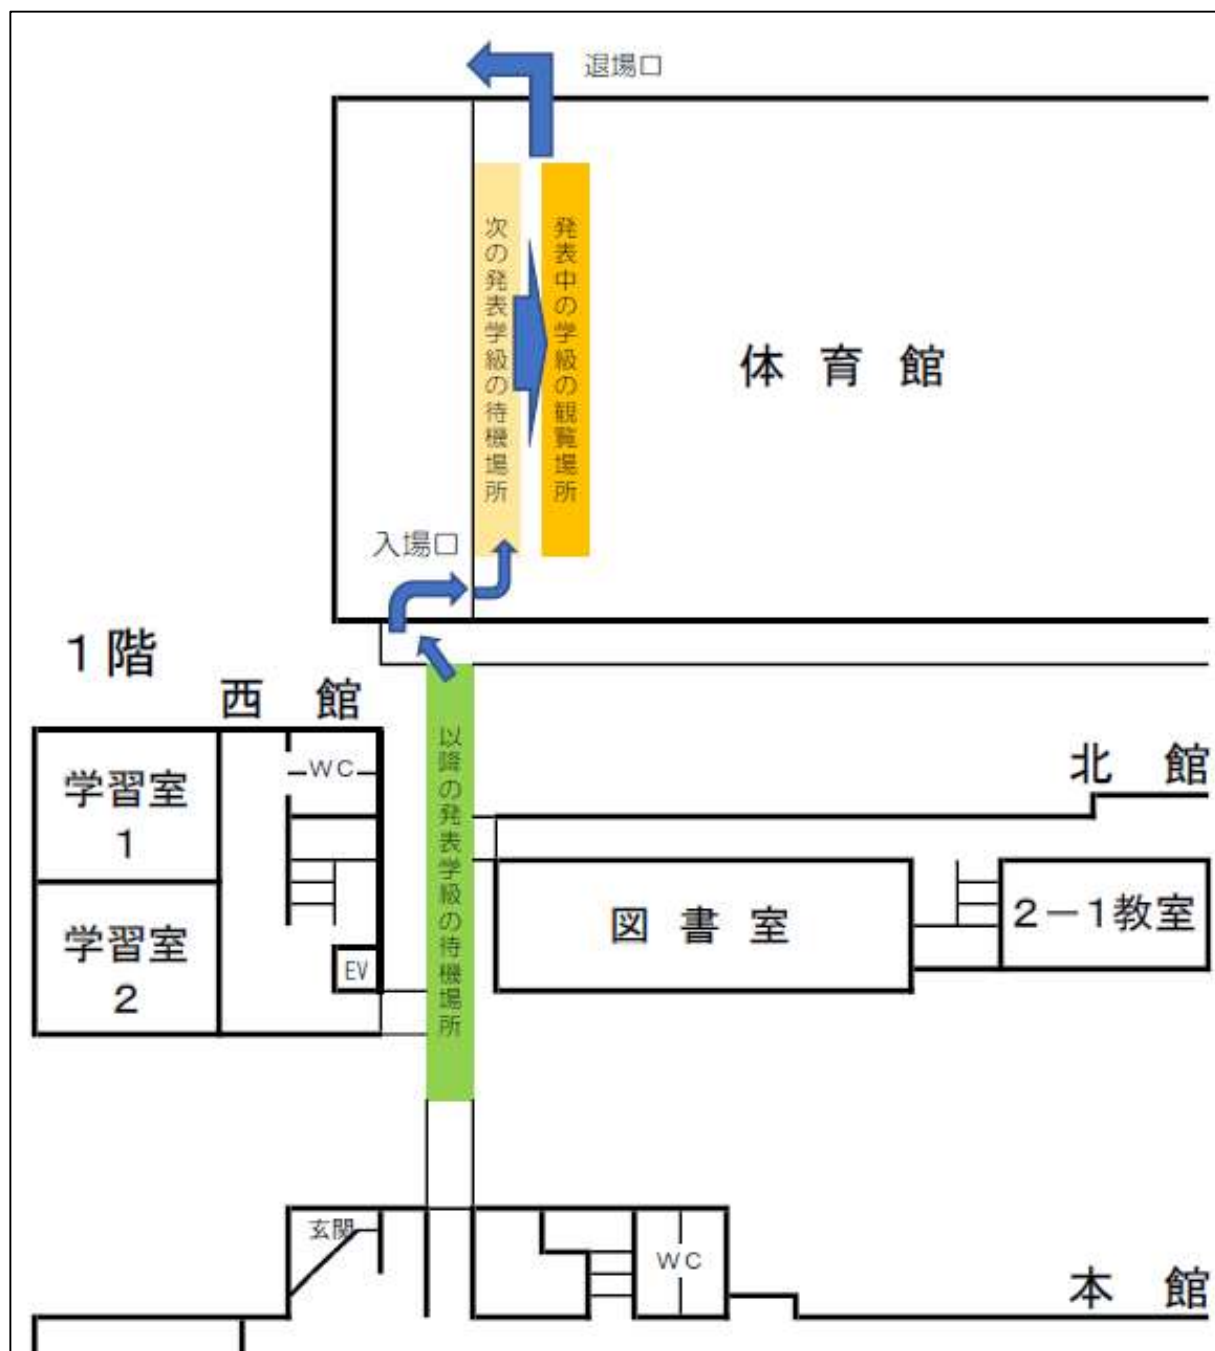 退場口
次の発表学級の待機場所
発表中の学級の観覧場所
体育館
入場口
1階
西館
以降の発表学級の待機場所
WC
学習室
1
北館
図書室
2-1教室
学習室
2
EV
玄関
WC
本館